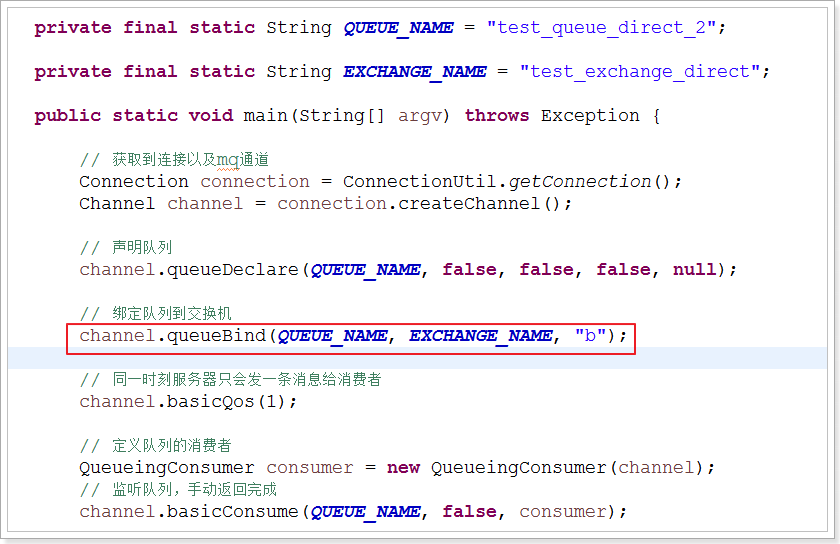 private final static String QUEUE_NAME = "test_queue_direct_2";
private final static String EXCHANGE_NAME = "test_exchange_direct";
public static void main(String[] argv) throws Exception {
// 获取到连接以及mq通道
Connection connection = ConnectionUtil.getConnection();
Channel channel = connection.createChannel();
// 声明队列
channel.queueDeclare(QUEUE_NAME, false, false, false, null);
// 绑定队列到交换机
channel.queueBind(QUEUE_NAME, EXCHANGE_NAME, "b");
// 同一时刻服务器只会发一条消息给消费者
channel.basicQos(1);
// 定义队列的消费者
QueueingConsumer consumer = new QueueingConsumer(channel);
// 监听队列，手动返回完成
channel.basicConsume(QUEUE_NAME, false, consumer);